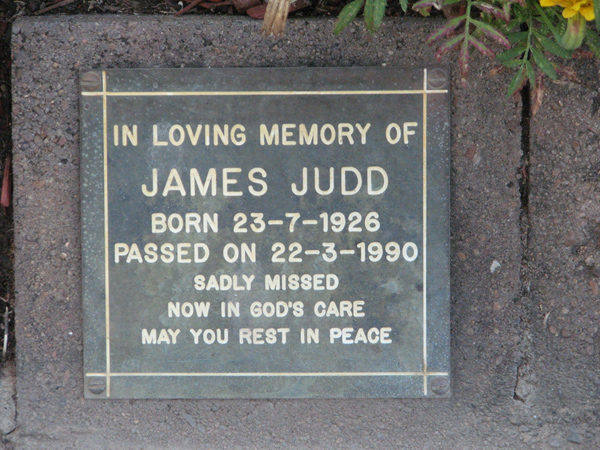 IN LOVING MEMORY OF
JAMES JUDD
BORN 23-7-1926
PASSED ON 22-3-1990
SADLY MISSED
NOW IN GOD'S CARE
MAY YOU REST IN PEACE